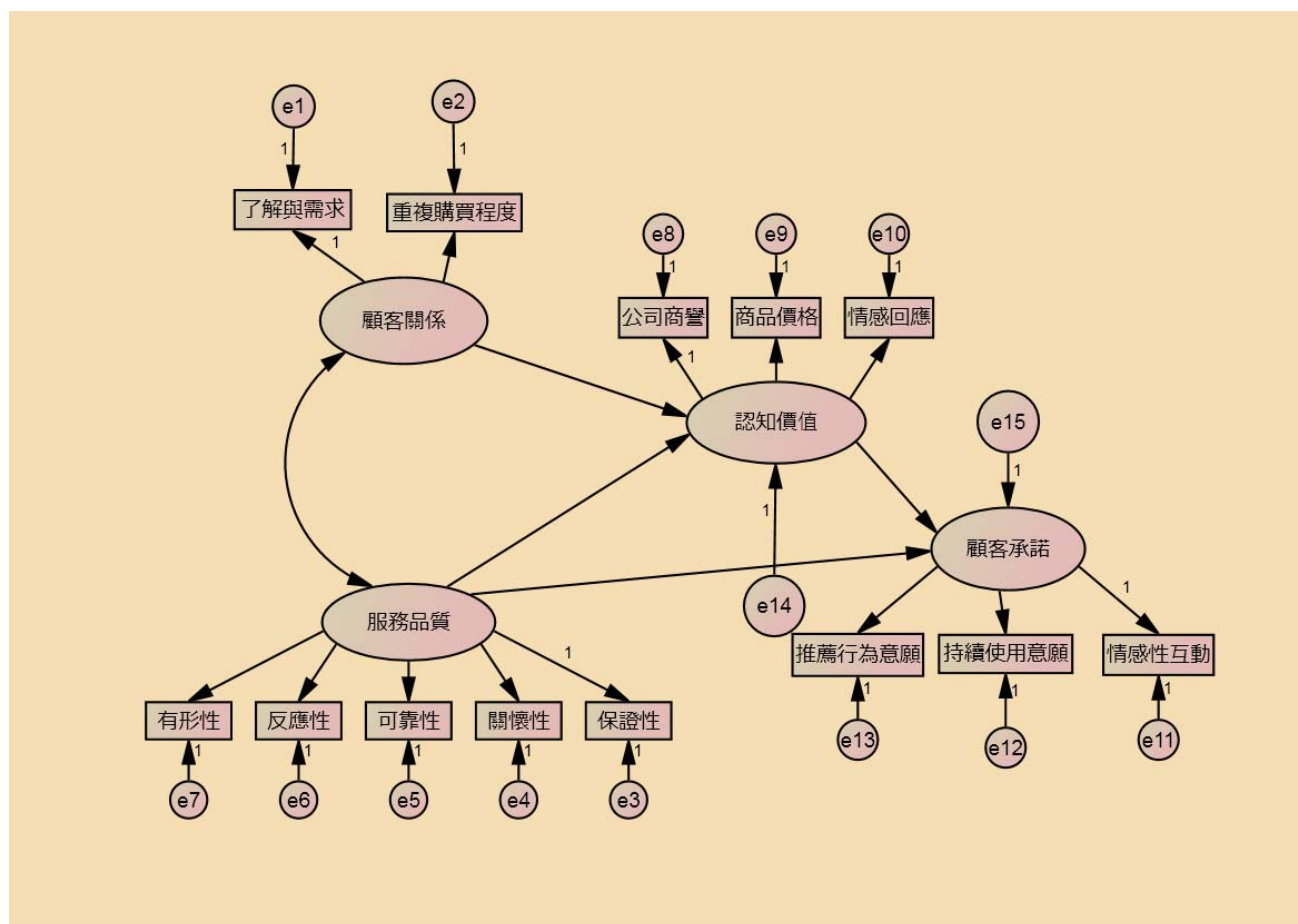 e1
e2
1
1
了解與需求
重複購買程度
1
e8
e9
e10
1
1
1
公司商譽
商品價格
情感回應
顧客關係
1
認知價值
e15
1
1
顧客承諾
e14
服務品質
1
1
推薦行為意願
持續使用意願
情感性互動
1
1
1
有形性
反應性
可靠性
關懷性
保證性
1
1
1
1
1
e13
e12
e11
e7
e6
e5
e4
e3